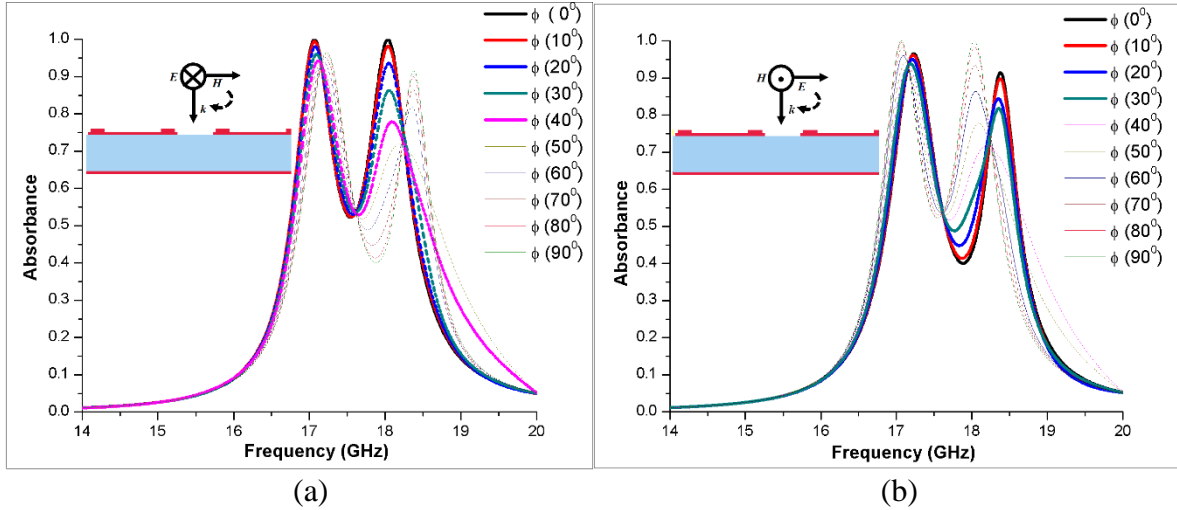 ϕ ( 0⁰)
ϕ (10⁰)
ϕ (20⁰)
ϕ (30⁰)
ϕ (40⁰)
ϕ (50⁰)
ϕ (60⁰)
ϕ (70⁰)
ϕ (80⁰)
ϕ (90⁰)
E
H
k
1.0
0.9
0.8
0.7
0.6
0.5
0.4
0.3
0.2
0.1
0.0
Absorbance
14 15 16 17 18 19 20
Frequency (GHz)
(a)
ϕ (0⁰)
ϕ (10⁰)
ϕ (20⁰)
ϕ (30⁰)
ϕ (40⁰)
ϕ (50⁰)
ϕ (60⁰)
ϕ (70⁰)
ϕ (80⁰)
ϕ (90⁰)
H
E
k
1.0
0.9
0.8
0.7
0.6
0.5
0.4
0.3
0.2
0.1
0.0
Absorbance
14 15 16 17 18 19 20
Frequency (GHz)
(b)